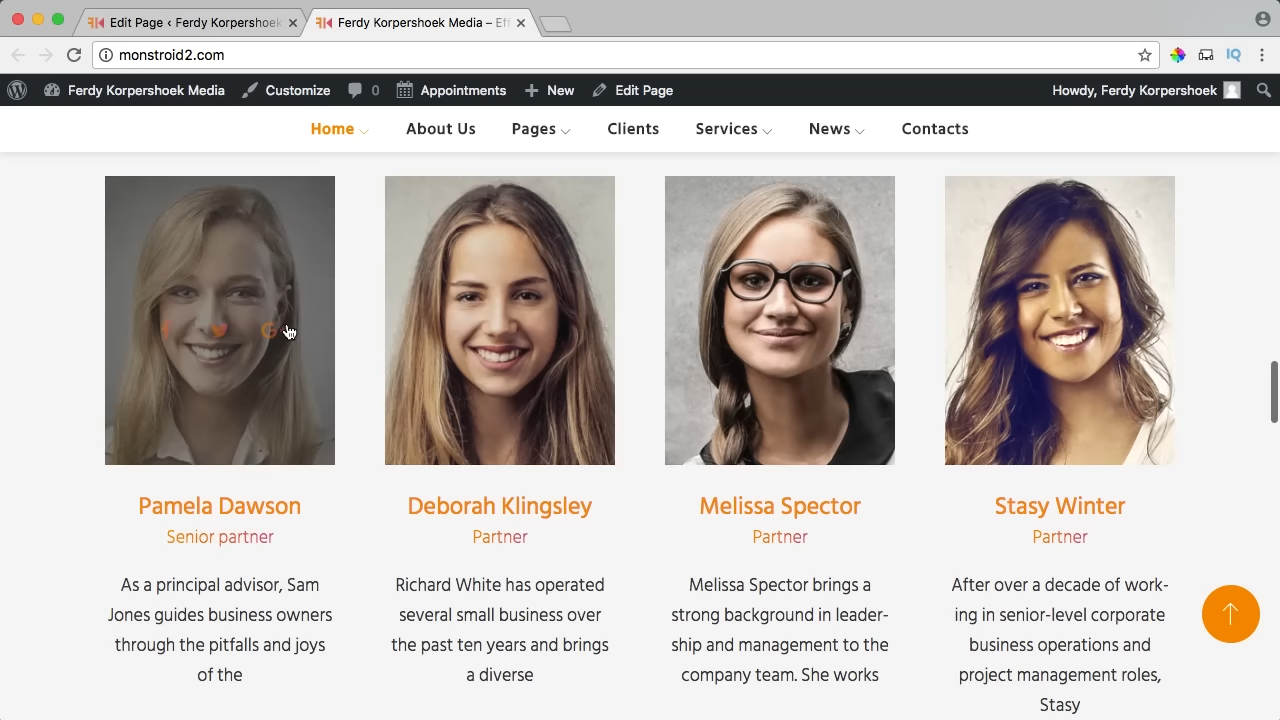 Edit Page ‹ Ferdy Korpershoek
Ferdy Korpershoek Media – Eff
monstroid2.com
Ferdy Korpershoek Media
Customize
0
Appointments
New
Edit Page
Howdy, Ferdy Korpershoek
Home
About Us
Pages
Clients
Services
News
Contacts
Pamela Dawson
Senior partner
As a principal advisor, Sam
Jones guides business owners
through the pitfalls and joys
of the
Deborah Klingsley
Partner
Richard White has operated
several small business over
the past ten years and brings
a diverse
Melissa Spector
Partner
Melissa Spector brings a
strong background in leader-
ship and management to the
company team. She works
Stasy Winter
Partner
After over a decade of work-
ing in senior-level corporate
business operations and
project management roles,
Stasy